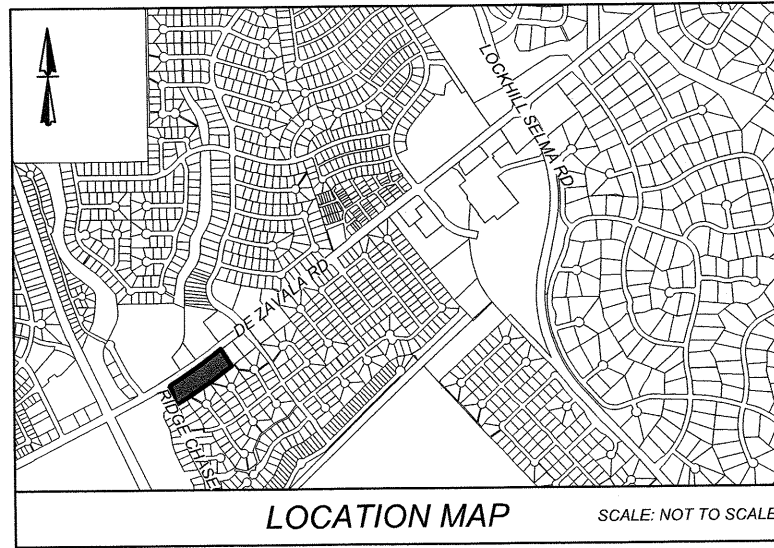 LOCKHILL SELMA RD
DE ZAVALA RD
RIDGE CHASE
LOCATION MAP
SCALE: NOT TO SCALE